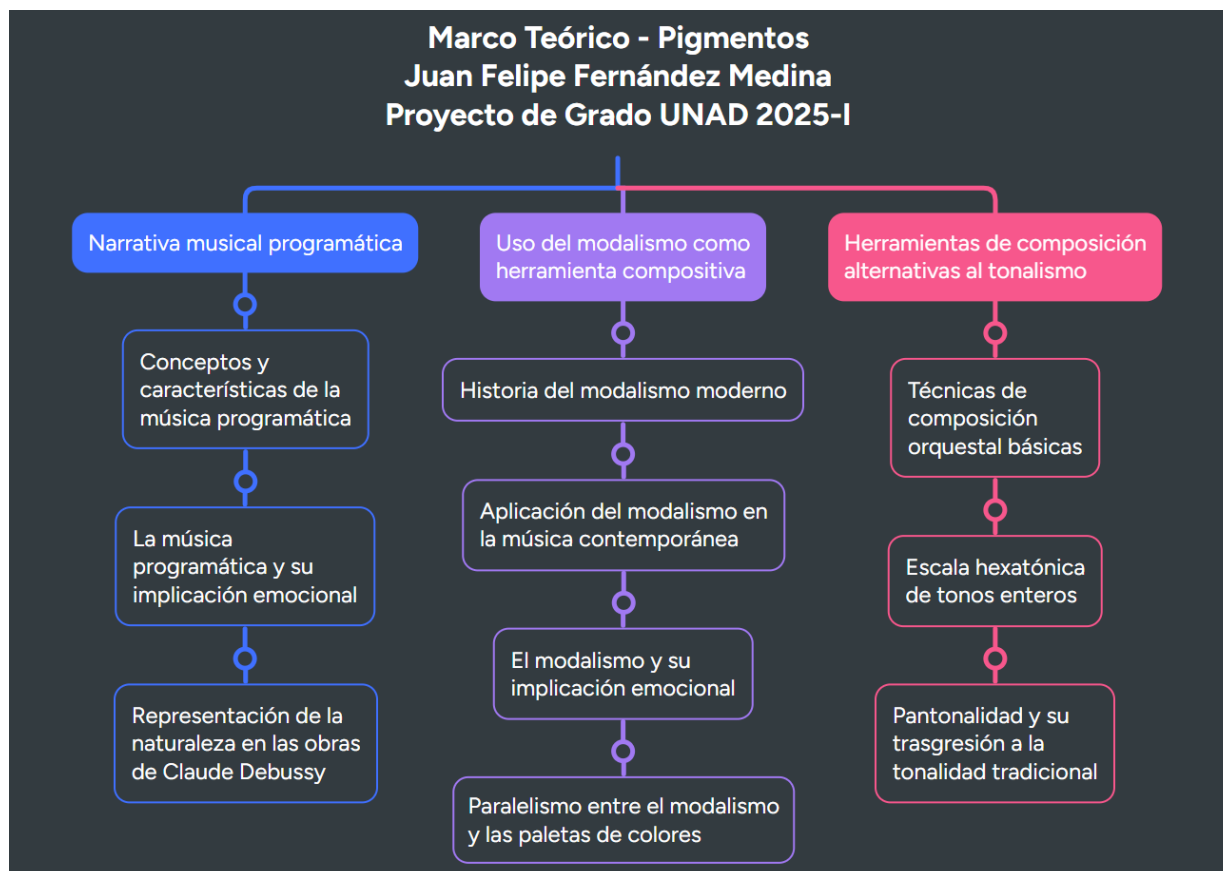 Marco Teórico - Pigmentos
Juan Felipe Fernández Medina
Proyecto de Grado UNAD 2025-I
Narrativa musical programática
Conceptos y
características de la
música programática
La música
programática y su
implicación emocional
Representación de la
naturaleza en las obras
de Claude Debussy
Uso del modalismo como
herramienta compositiva
Historia del modalismo moderno
Aplicación del modalismo en
la música contemporánea
El modalismo y su
implicación emocional
Paralelismo entre el modalismo
y las paletas de colores
Herramientas de composición
alternativas al tonalismo
Técnicas de
composición
orquestal básicas
Escala hexatónica
de tonos enteros
Pantonalidad y su
trasgresión a la
tonalidad tradicional